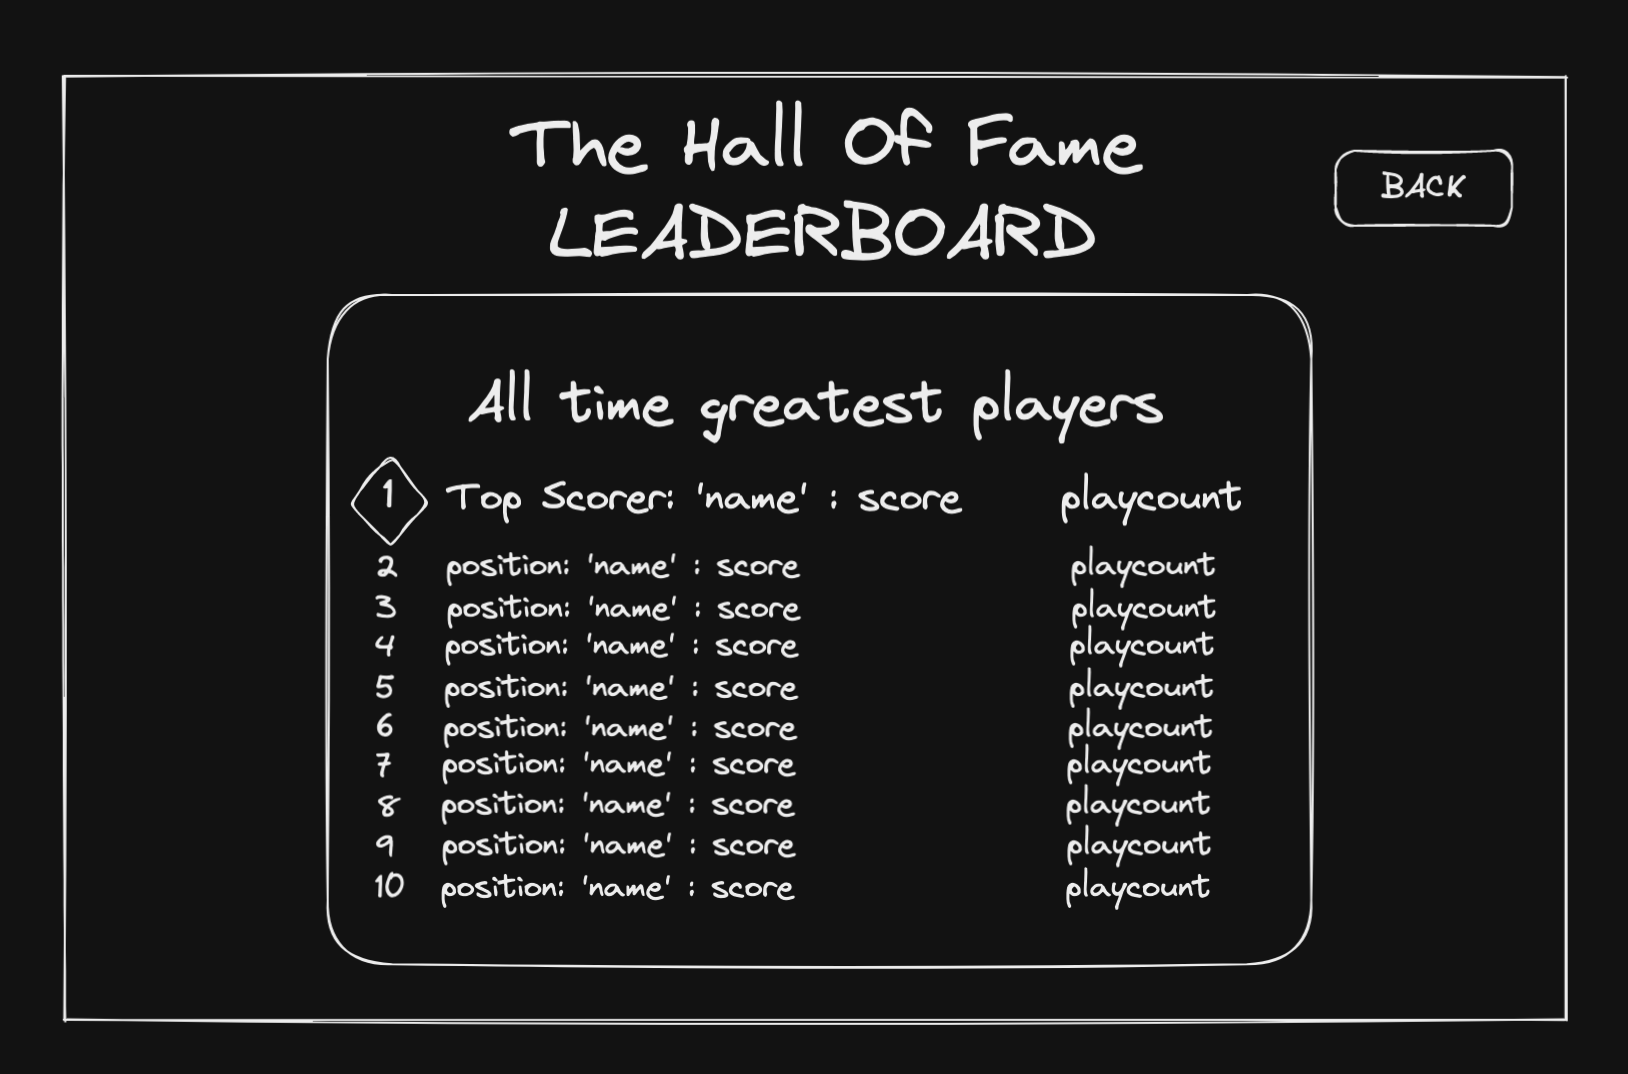 The Hall Of Fame
LEADERBOARD
BACK
All time greatest players
1 Top Scorer: 'name' : score playcount
2 position: 'name' : score playcount
3 position: 'name' : score playcount
4 position: 'name' : score playcount
5 position: 'name' : score playcount
6 position: 'name' : score playcount
7 position: 'name' : score playcount
8 position: 'name' : score playcount
9 position: 'name' : score playcount
10 position: 'name' : score playcount